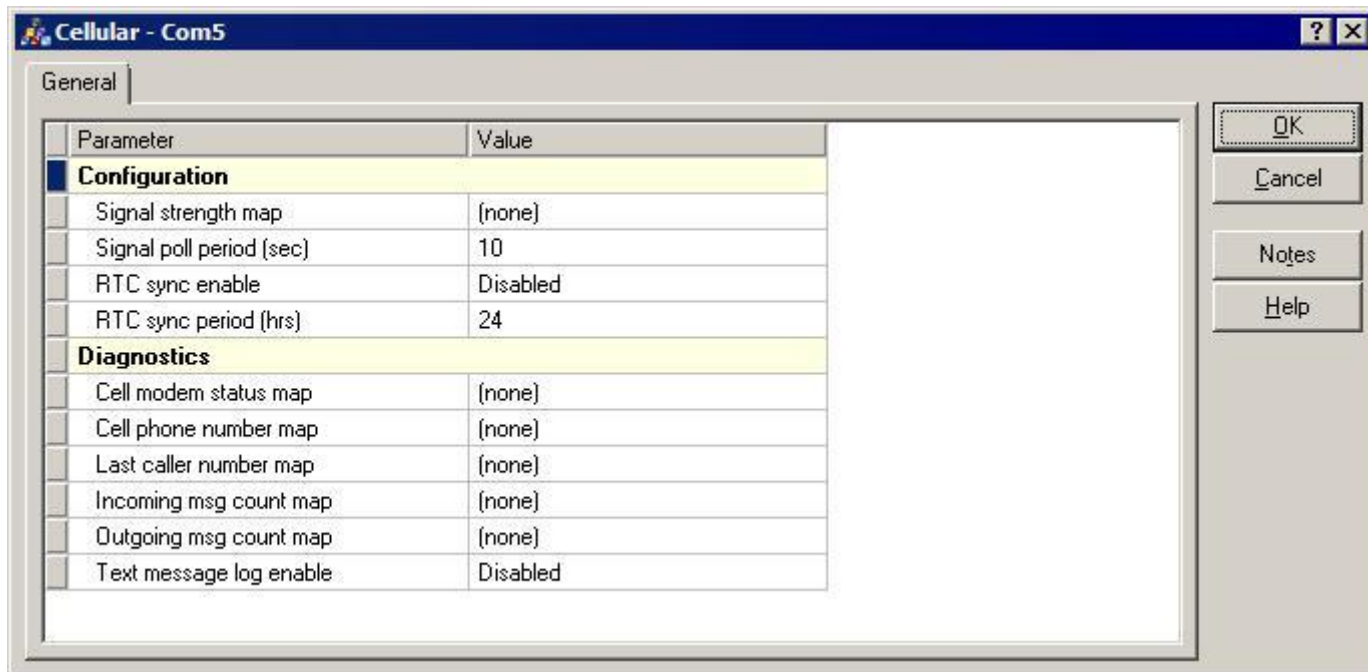 Cellular - Com5
General
Parameter Value
Configuration
Signal strength map (none)
Signal poll period (sec) 10
RTC sync enable Disabled
RTC sync period (hrs) 24
Diagnostics
Cell modem status map (none)
Cell phone number map (none)
Last caller number map (none)
Incoming msg count map (none)
Outgoing msg count map (none)
Text message log enable Disabled
OK
Cancel
Notes
Help